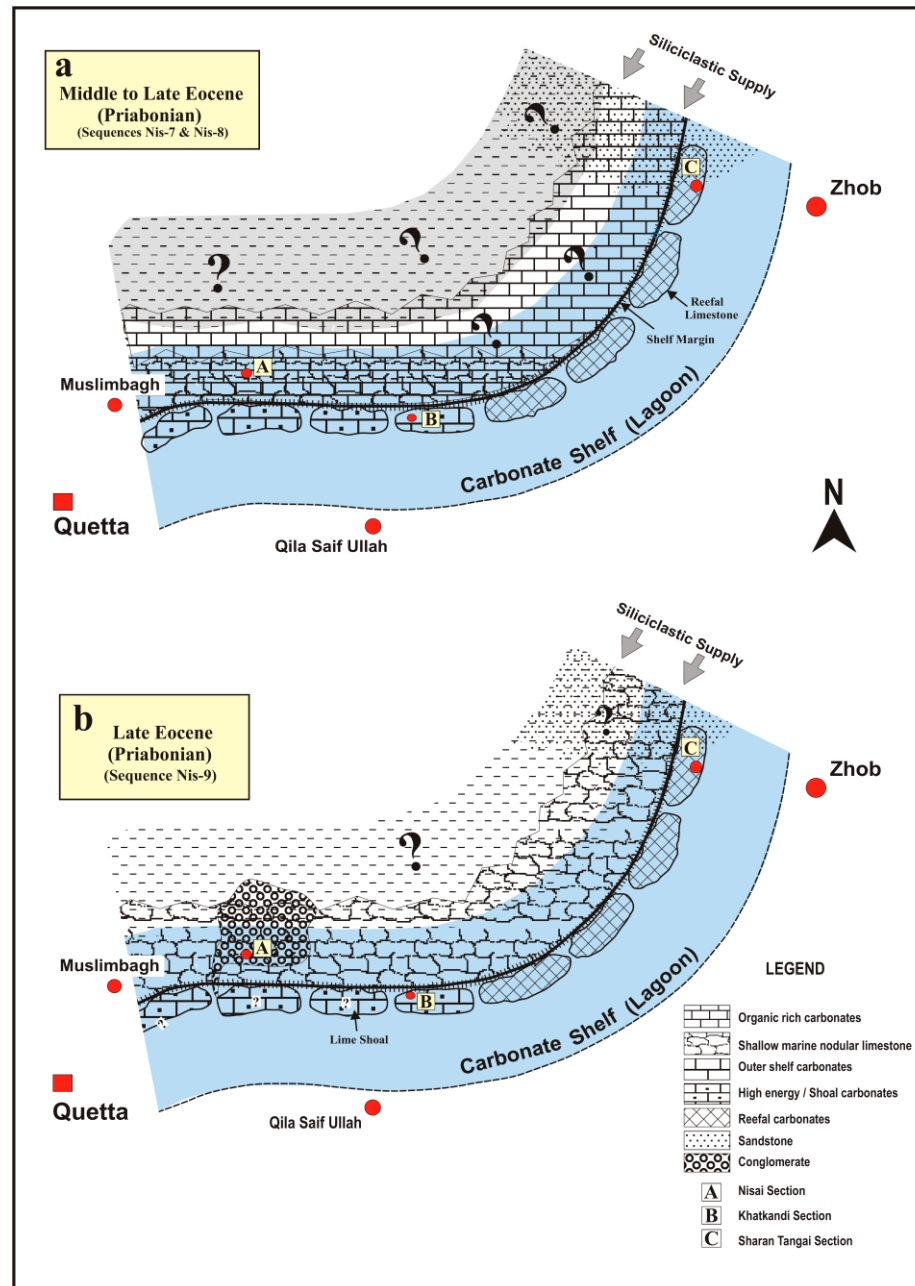 a
Middle to Late Eocene
(Priabonian)
(Sequences Nis-7 & Nis-8)
Siliciclastic Supply
?
?
?
?
?
C
Zhob
Reefal
Limestone
Shelf Margin
A
Muslimbagh
B
Carbonate Shelf (Lagoon)
Quetta
Qila Saif Ullah
N
b
Late Eocene
(Priabonian)
(Sequence Nis-9)
Siliciclastic Supply
?
?
C
Zhob
A
Muslimbagh
?
?
?
B
Lime Shoal
Carbonate Shelf (Lagoon)
Quetta
Qila Saif Ullah
LEGEND
Organic rich carbonates
Shallow marine nodular limestone
Outer shelf carbonates
High energy / Shoal carbonates
Reefal carbonates
Sandstone
Conglomerate
A Nisai Section
B Khatkandi Section
C Sharan Tangai Section